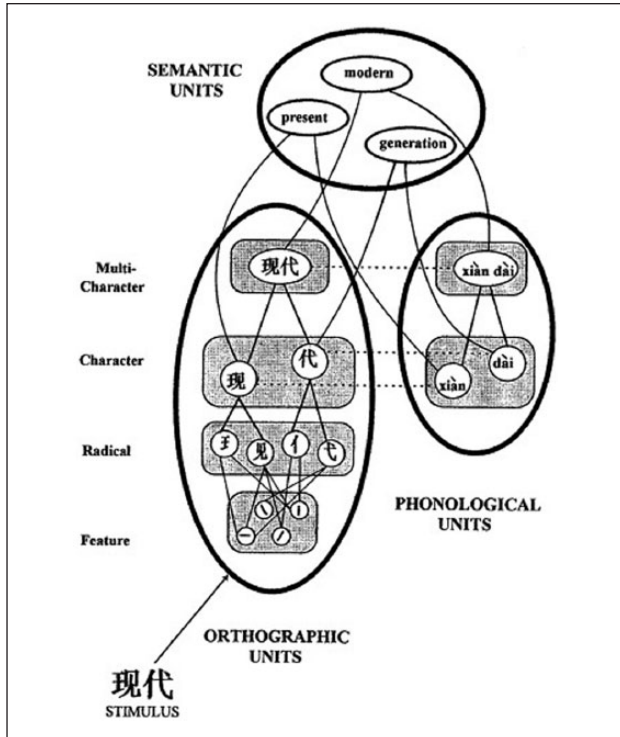 SEMANTIC
UNITS
modern
present
generation
Multi-
Character
现代
xiàn dài
Character
现
代
xiàn
dài
Radical
王
见
亻
弋
Feature
\
|
一
/
PHONOLOGICAL
UNITS
ORTHOGRAPHIC
UNITS
现代
STIMULUS